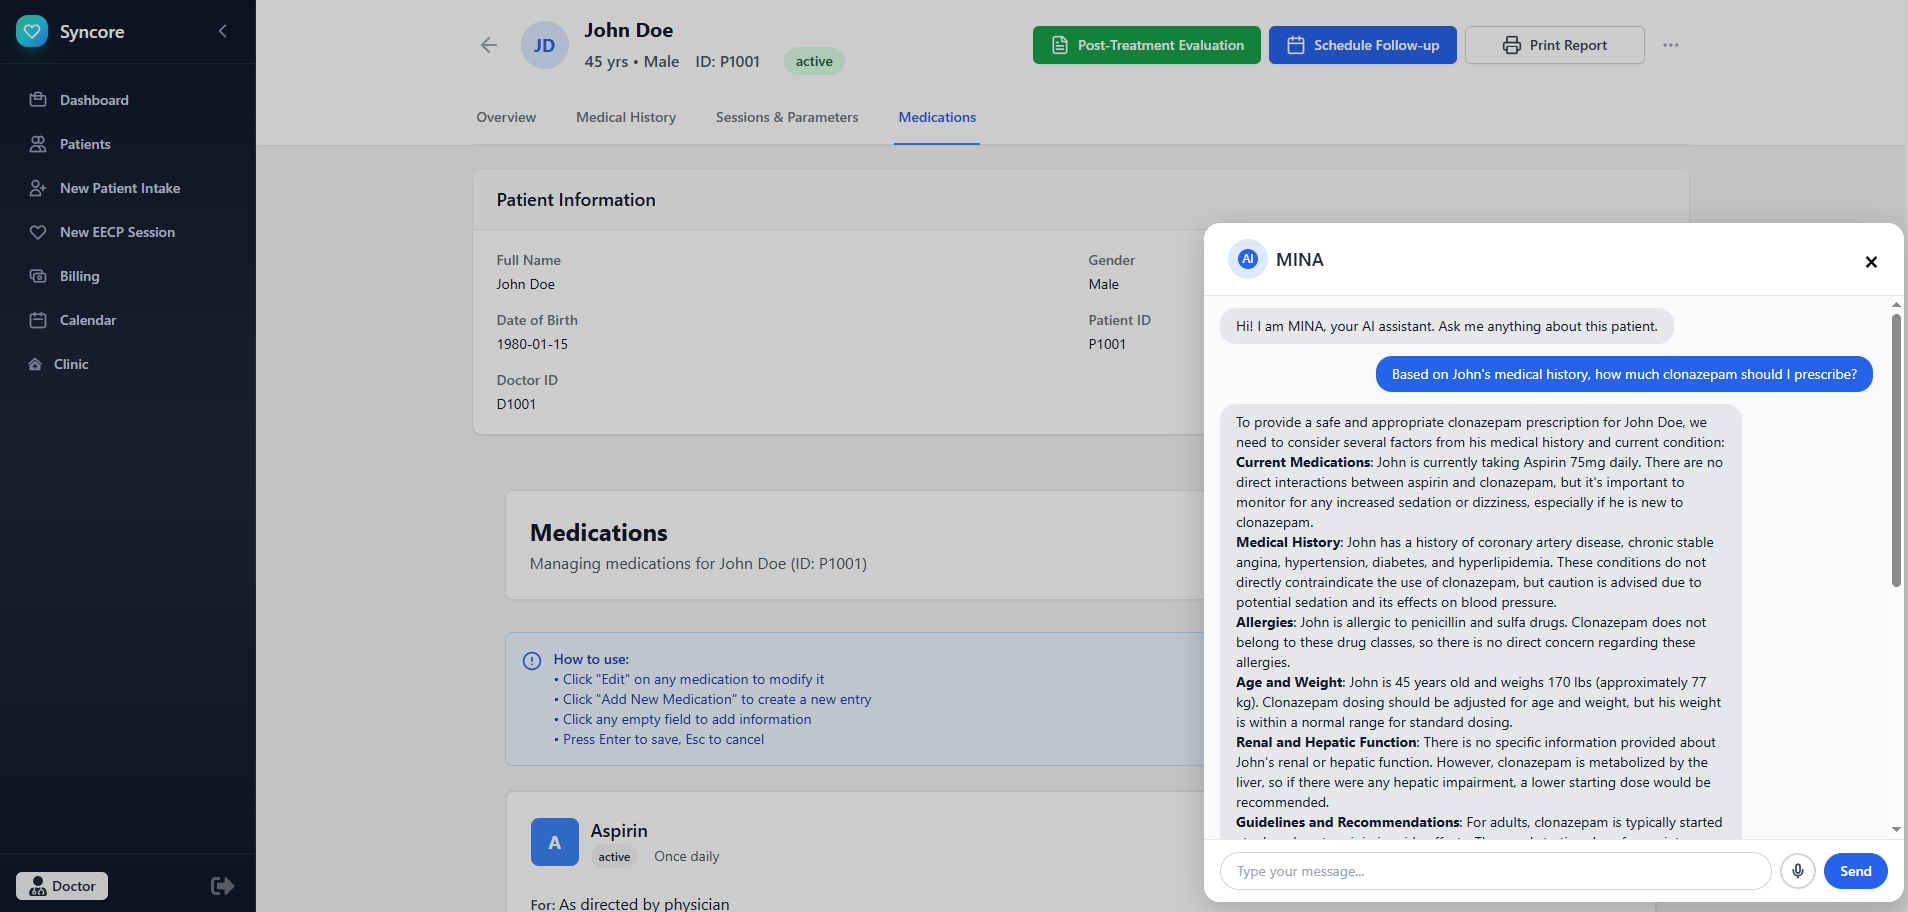 Syncore
Dashboard
Patients
New Patient Intake
New EECP Session
Billing
Calendar
Clinic
Doctor
JD
John Doe
45 yrs • Male ID: P1001 active
Post-Treatment Evaluation
Schedule Follow-up
Print Report
Overview
Medical History
Sessions & Parameters
Medications
Patient Information
Full Name
John Doe
Gender
Male
Date of Birth
1980-01-15
Patient ID
P1001
Doctor ID
D1001
Medications
Managing medications for John Doe (ID: P1001)
How to use:
• Click "Edit" on any medication to modify it
• Click "Add New Medication" to create a new entry
• Click any empty field to add information
• Press Enter to save, Esc to cancel
A
Aspirin
active Once daily
For: As directed by physician
AI MINA
Hi! I am MINA, your AI assistant. Ask me anything about this patient.
Based on John's medical history, how much clonazepam should I prescribe?
To provide a safe and appropriate clonazepam prescription for John Doe, we
need to consider several factors from his medical history and current condition:
Current Medications: John is currently taking Aspirin 75mg daily. There are no
direct interactions between aspirin and clonazepam, but it's important to
monitor for any increased sedation or dizziness, especially if he is new to
clonazepam.
Medical History: John has a history of coronary artery disease, chronic stable
angina, hypertension, diabetes, and hyperlipidemia. These conditions do not
directly contraindicate the use of clonazepam, but caution is advised due to
potential sedation and its effects on blood pressure.
Allergies: John is allergic to penicillin and sulfa drugs. Clonazepam does not
belong to these drug classes, so there is no direct concern regarding these
allergies.
Age and Weight: John is 45 years old and weighs 170 lbs (approximately 77
kg). Clonazepam dosing should be adjusted for age and weight, but his weight
is within a normal range for standard dosing.
Renal and Hepatic Function: There is no specific information provided about
John's renal or hepatic function. However, clonazepam is metabolized by the
liver, so if there were any hepatic impairment, a lower starting dose would be
recommended.
Guidelines and Recommendations: For adults, clonazepam is typically started
Type your message...
Send